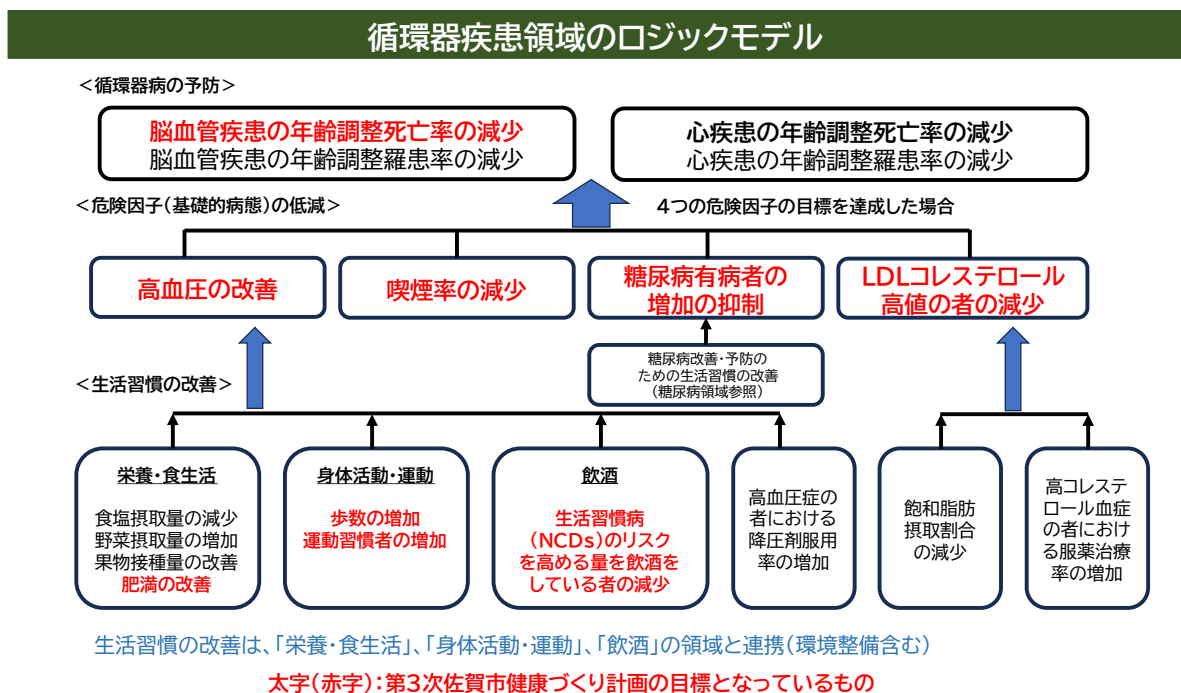 循環器疾患領域のロジックモデル
＜循環器病の予防＞
脳血管疾患の年齢調整死亡率の減少
脳血管疾患の年齢調整羅患率の減少
心疾患の年齢調整死亡率の減少
心疾患の年齢調整羅患率の減少
＜危険因子（基礎的病態）の低減＞
４つの危険因子の目標を達成した場合
高血圧の改善
喫煙率の減少
糖尿病有病者の
増加の抑制
LDLコレステロール
高値の者の減少
糖尿病改善・予防の
ための生活習慣の改善
（糖尿病領域参照）
＜生活習慣の改善＞
栄養・食生活
食塩摂取量の減少
野菜摂取量の増加
果物接種量の改善
肥満の改善
身体活動・運動
歩数の増加
運動習慣者の増加
飲酒
生活習慣病
（NCDs）のリスク
を高める量を飲酒を
している者の減少
高血圧症の
者における
降圧剤服用
率の増加
飽和脂肪
摂取割合
の減少
高コレステ
ロール血症
の者におけ
る服薬治療
率の増加
生活習慣の改善は、「栄養・食生活」、「身体活動・運動」、「飲酒」の領域と連携（環境整備含む）
太字（赤字）：第３次佐賀市健康づくり計画の目標となっているもの